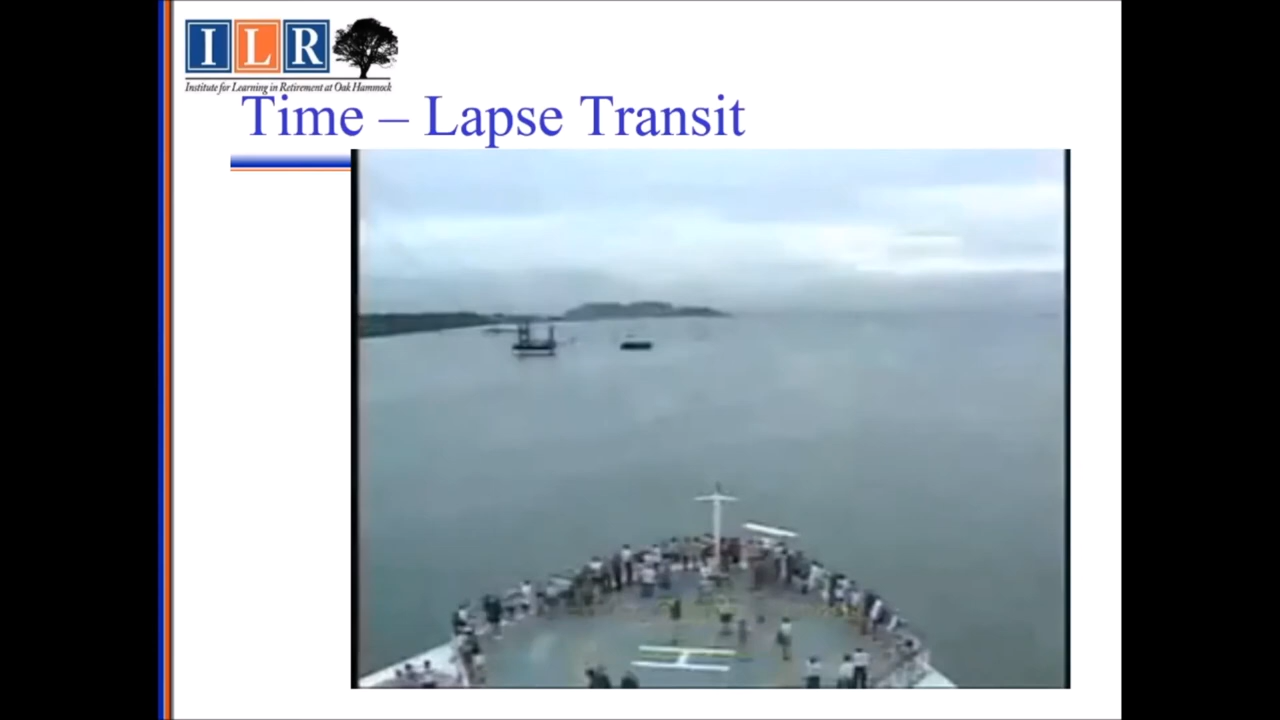 ILR
Institute for Learning in Retirement at Oak Hammock
Time – Lapse Transit